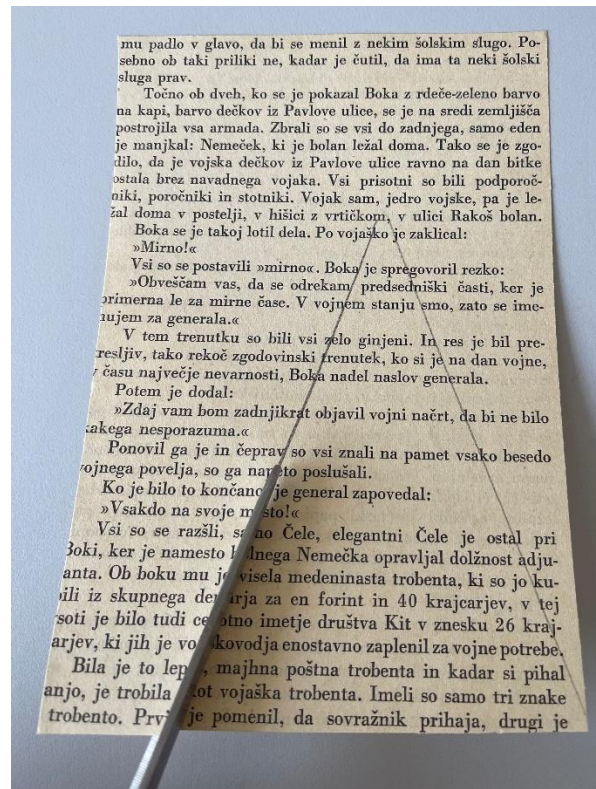 mu padlo v glavo, da bi se menil z nekim šolskim slugo. Po-
sebno ob taki priliki ne, kadar je čutil, da ima ta neki šolski
sluga prav.
Točno ob dveh, ko se je pokazal Boka z rdeče-zeleno barvo
na kapi, barvo dečkov iz Pavlove ulice, se je na sredi zemljišča
postrojila vsa armada. Zbrali so se vsi do zadnjega, samo eden
je manjkal: Nemeček, ki je bolan ležal doma. Tako se je zgo-
dilo, da je vojska dečkov iz Pavlove ulice ravno na dan bitke
ostala brez navadnega vojaka. Vsi prisotni so bili podporoč-
niki, poročniki in stotniki. Vojak sam, jedro vojske, pa je le-
žal doma v postelji, v hišici z vrtičkom, v ulici Rakoš bolan.
Boka se je takoj lotil dela. Po vojaško je zaklical:
»Mirno!«
Vsi so se postavili »mirno«. Boka je spregovoril rezko:
»Obveščam vas, da se odrekam predsedniški časti, ker je
primerna le za mirne čase. V vojnem stanju smo, zato se ime-
nujem za generala.«
V tem trenutku so bili vsi zelo ginjeni. In res je bil pre-
resljiv, tako rekoč zgodovinski trenutek, ko si je na dan vojne,
v času največje nevarnosti, Boka nadel naslov generala.
Potem je dodal:
»Zdaj vam bom zadnjikrat objavil vojni načrt, da bi ne bilo
kakega nesporazuma.«
Ponovil ga je in čeprav so vsi znali na pamet vsako besedo
vojnega povelja, so ga napeto poslušali.
Ko je bilo to končano, je general zapovedal:
»Vsakdo na svoje mesto!«
Vsi so se razšli, samo Čele, elegantni Čele je ostal pri
Boki, ker je namesto bolnega Nemečka opravljal dolžnost adju-
anta. Ob boku mu je visela medeninasta trobenta, ki so jo ku-
pili iz skupnega denarja za en forint in 40 krajcarjev, v tej
vsoti je bilo tudi celotno imetje društva Kit v znesku 26 kraj-
carjev, ki jih je vojskovodja enostavno zaplenil za vojne potrebe.
Bila je to lepa, majhna poštna trobenta in kadar si pihal
vanjo, je trobila kot vojaška trobenta. Imeli so samo tri znake
trobento. Prvi je pomenil, da sovražnik prihaja, drugi je